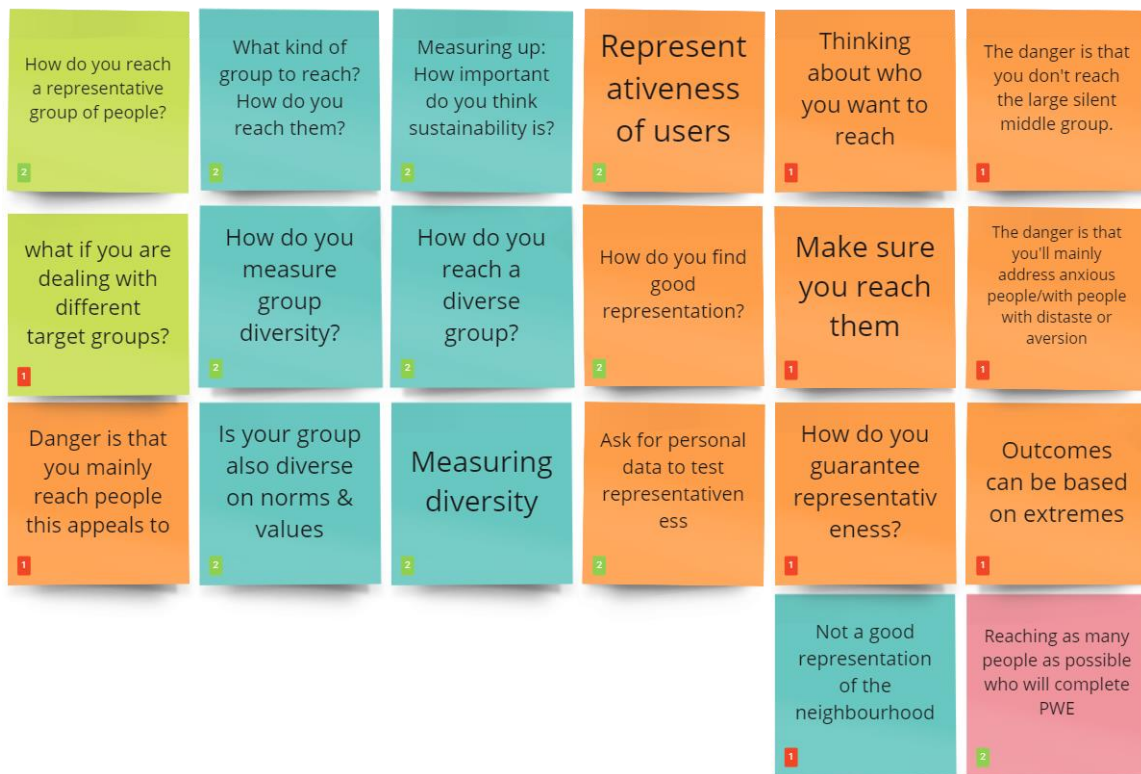 How do you reach
a representative
group of people?
2
What kind of
group to reach?
How do you
reach them?
2
Measuring up:
How important
do you think
sustainability is?
2
Represent
ativeness
of users
2
Thinking
about who
you want to
reach
1
The danger is that
you don't reach
the large silent
middle group.
1
what if you are
dealing with
different
target groups?
1
How do you
measure
group
diversity?
2
How do you
reach a
diverse
group?
2
How do you find
good
representation?
2
Make sure
you reach
them
1
The danger is that
you'll mainly
address anxious
people/with people
with distaste or
aversion
1
Danger is that
you mainly
reach people
this appeals to
1
Is your group
also diverse
on norms &
values
2
Measuring
diversity
2
Ask for personal
data to test
representativen
ess
2
How do you
guarantee
representativ
eness?
1
Outcomes
can be based
on extremes
1
Not a good
representation
of the
neighbourhood
1
Reaching as many
people as possible
who will complete
PWE
2